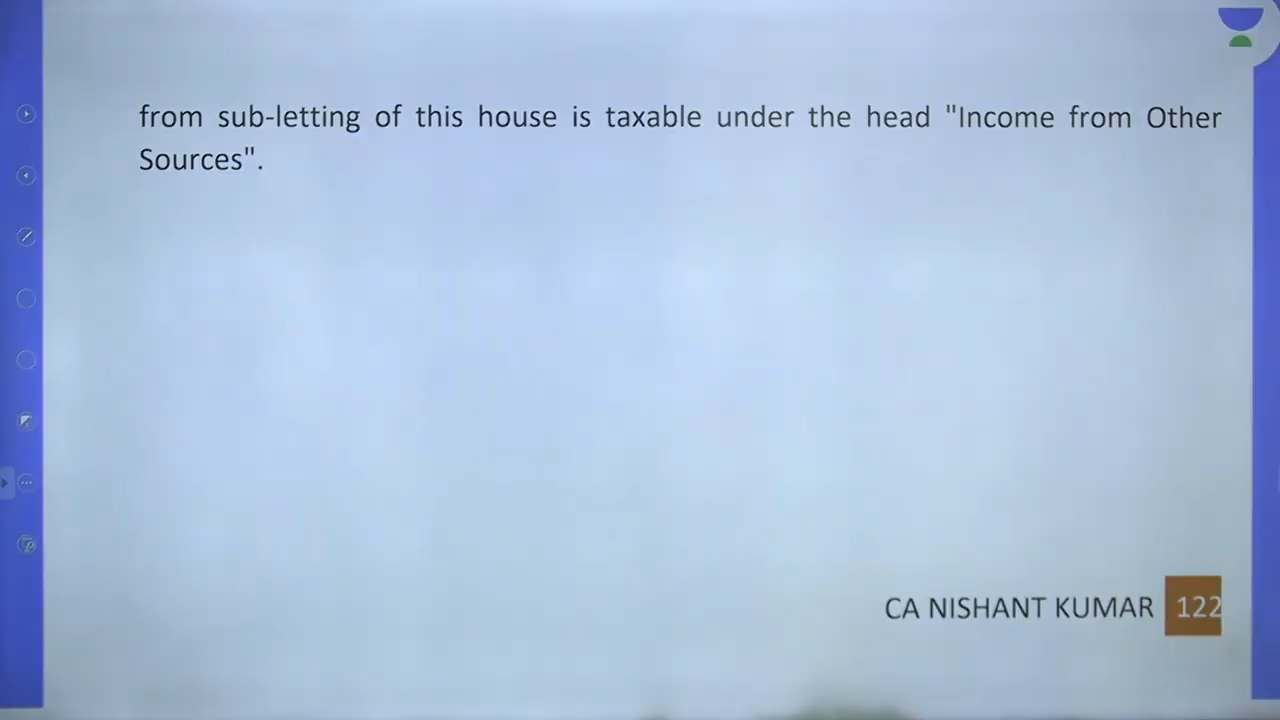 from sub-letting of this house is taxable under the head "Income from Other
Sources".
CA NISHANT KUMAR 122